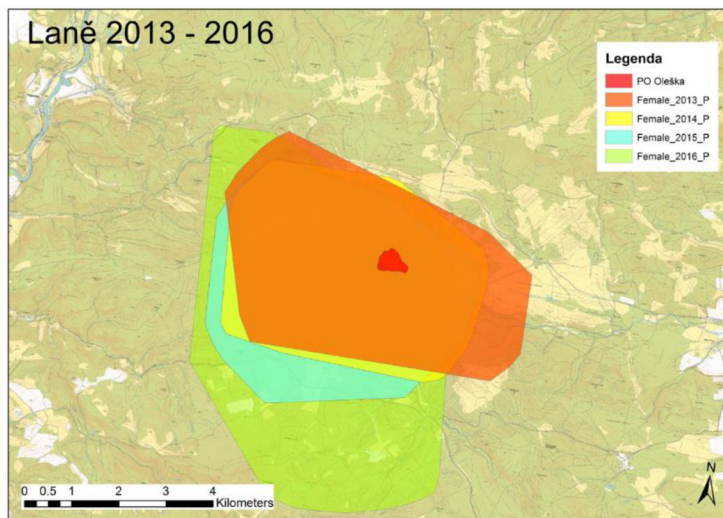 Laně 2013 - 2016
Legenda
PO Oleška
Female_2013_P
Female_2014_P
Female_2015_P
Female_2016_P
N
0 0.5 1 2 3 4
Kilometers